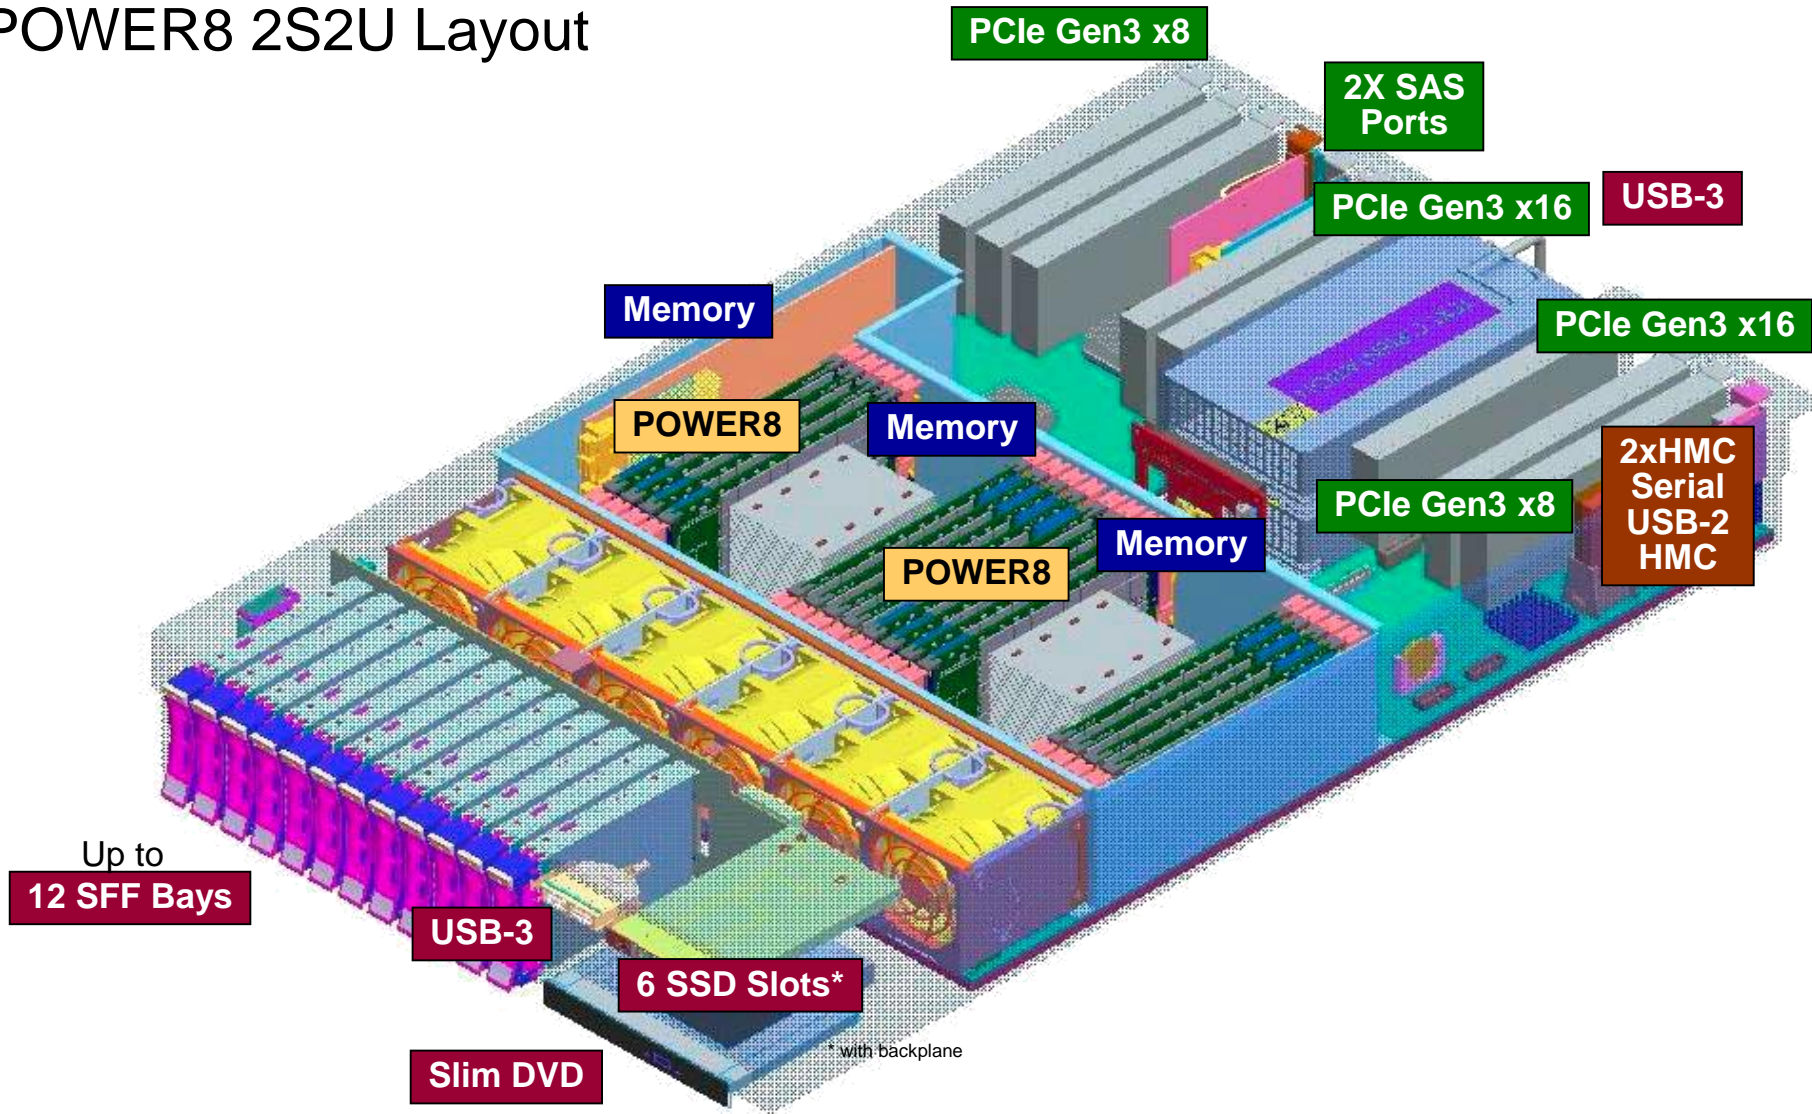 POWER8 2S2U Layout
PCIe Gen3 x8
2X SAS
Ports
PCIe Gen3 x16
USB-3
Memory
PCIe Gen3 x16
POWER8
Memory
2xHMC
Serial
USB-2
HMC
PCIe Gen3 x8
Memory
POWER8
Up to
12 SFF Bays
USB-3
6 SSD Slots*
* with backplane
Slim DVD